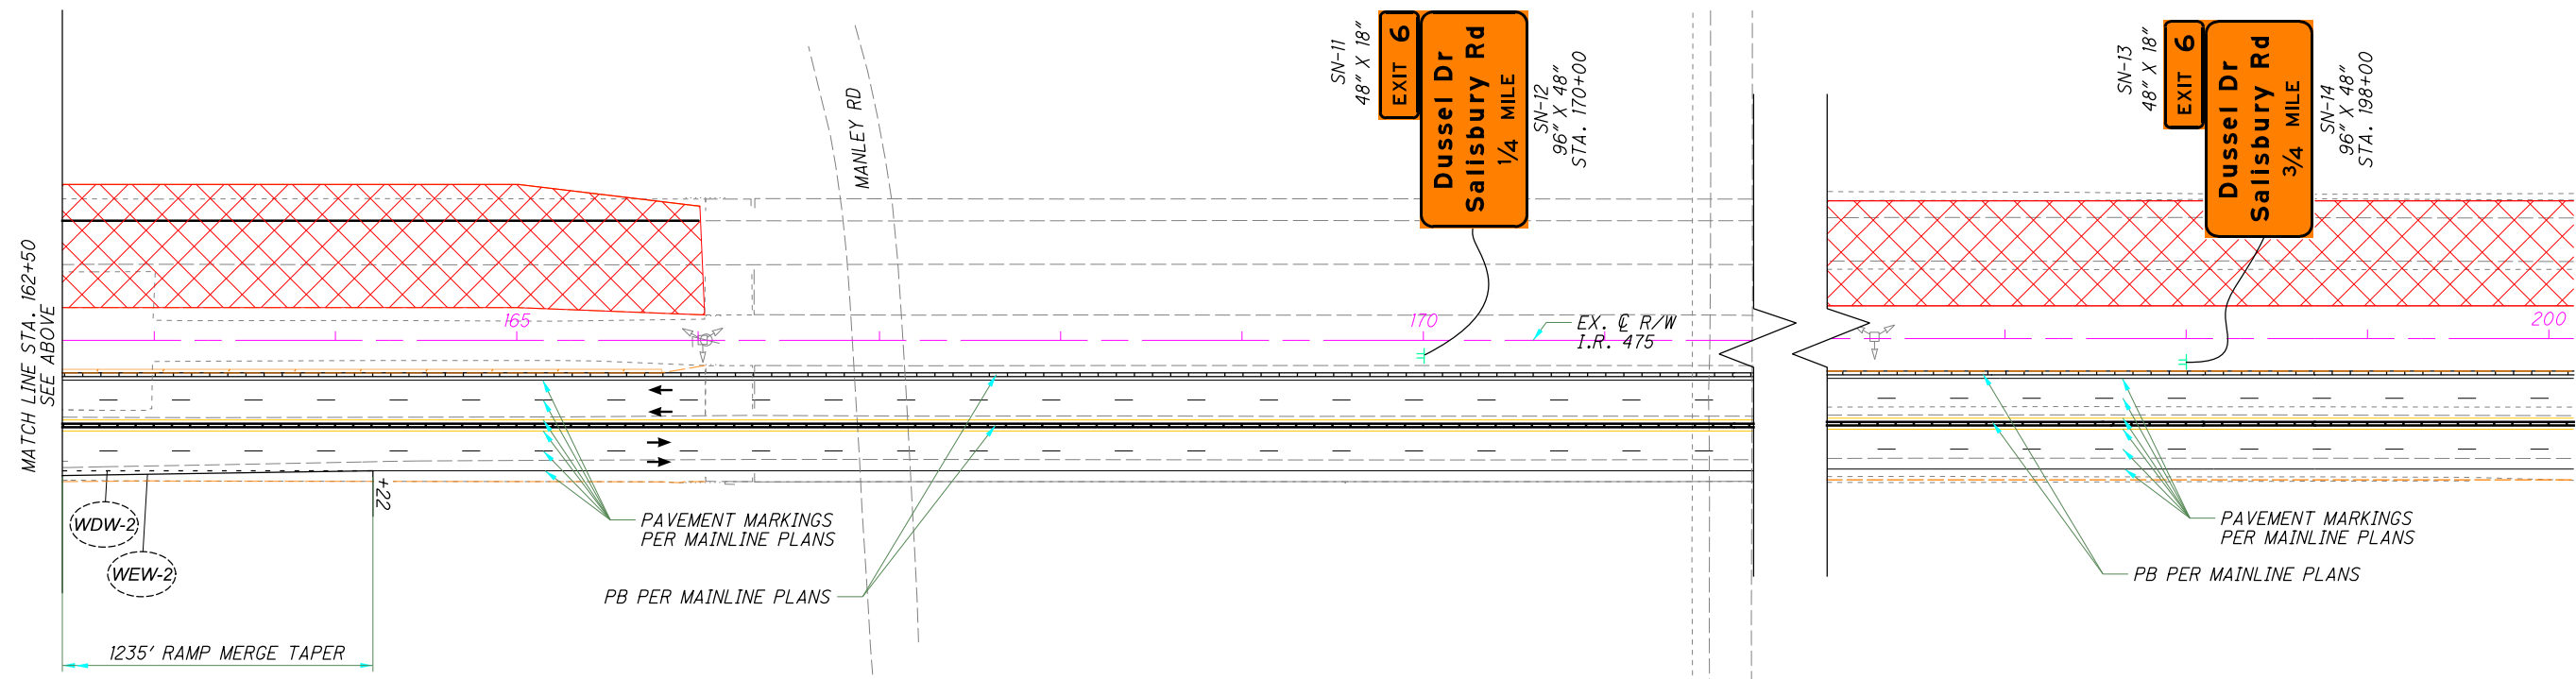 MATCH LINE STA. 162+50
SEE ABOVE
165
MANLEY RD
SN-11
48" X 18"
EXIT 6
Dussel Dr
Salisbury Rd
1/4 MILE
SN-12
96" X 48"
STA. 170+00
170
EX. ℄ R/W
I.R. 475
SN-13
48" X 18"
EXIT 6
Dussel Dr
Salisbury Rd
3/4 MILE
SN-14
96" X 48"
STA. 198+00
200
WDW-2
WEW-2
+22
1235' RAMP MERGE TAPER
PAVEMENT MARKINGS
PER MAINLINE PLANS
PB PER MAINLINE PLANS
PAVEMENT MARKINGS
PER MAINLINE PLANS
PB PER MAINLINE PLANS